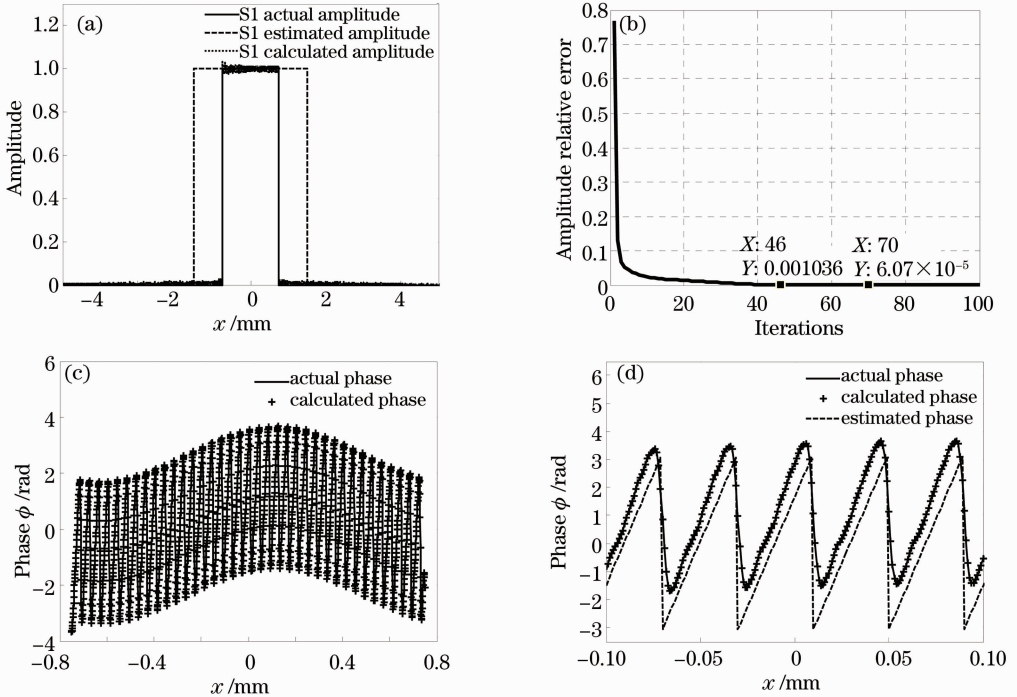 (a)
S1 actual amplitude
S1 estimated amplitude
S1 calculated amplitude
1.2
1.0
0.8
0.6
0.4
0.2
0
Amplitude
−4
−2
0
2
4
x /mm
(b)
0.8
0.7
0.6
0.5
0.4
0.3
0.2
0.1
0
Amplitude relative error
X: 46
Y: 0.001036
X: 70
Y: 6.07×10⁻⁵
0
20
40
60
80
100
Iterations
(c)
actual phase
calculated phase
6
4
2
0
−2
−4
Phase ϕ /rad
−0.8
−0.4
0
0.4
0.8
x /mm
(d)
actual phase
calculated phase
estimated phase
6
5
4
3
2
1
0
−1
−2
−3
Phase ϕ /rad
−0.10
−0.05
0
0.05
0.10
x /mm